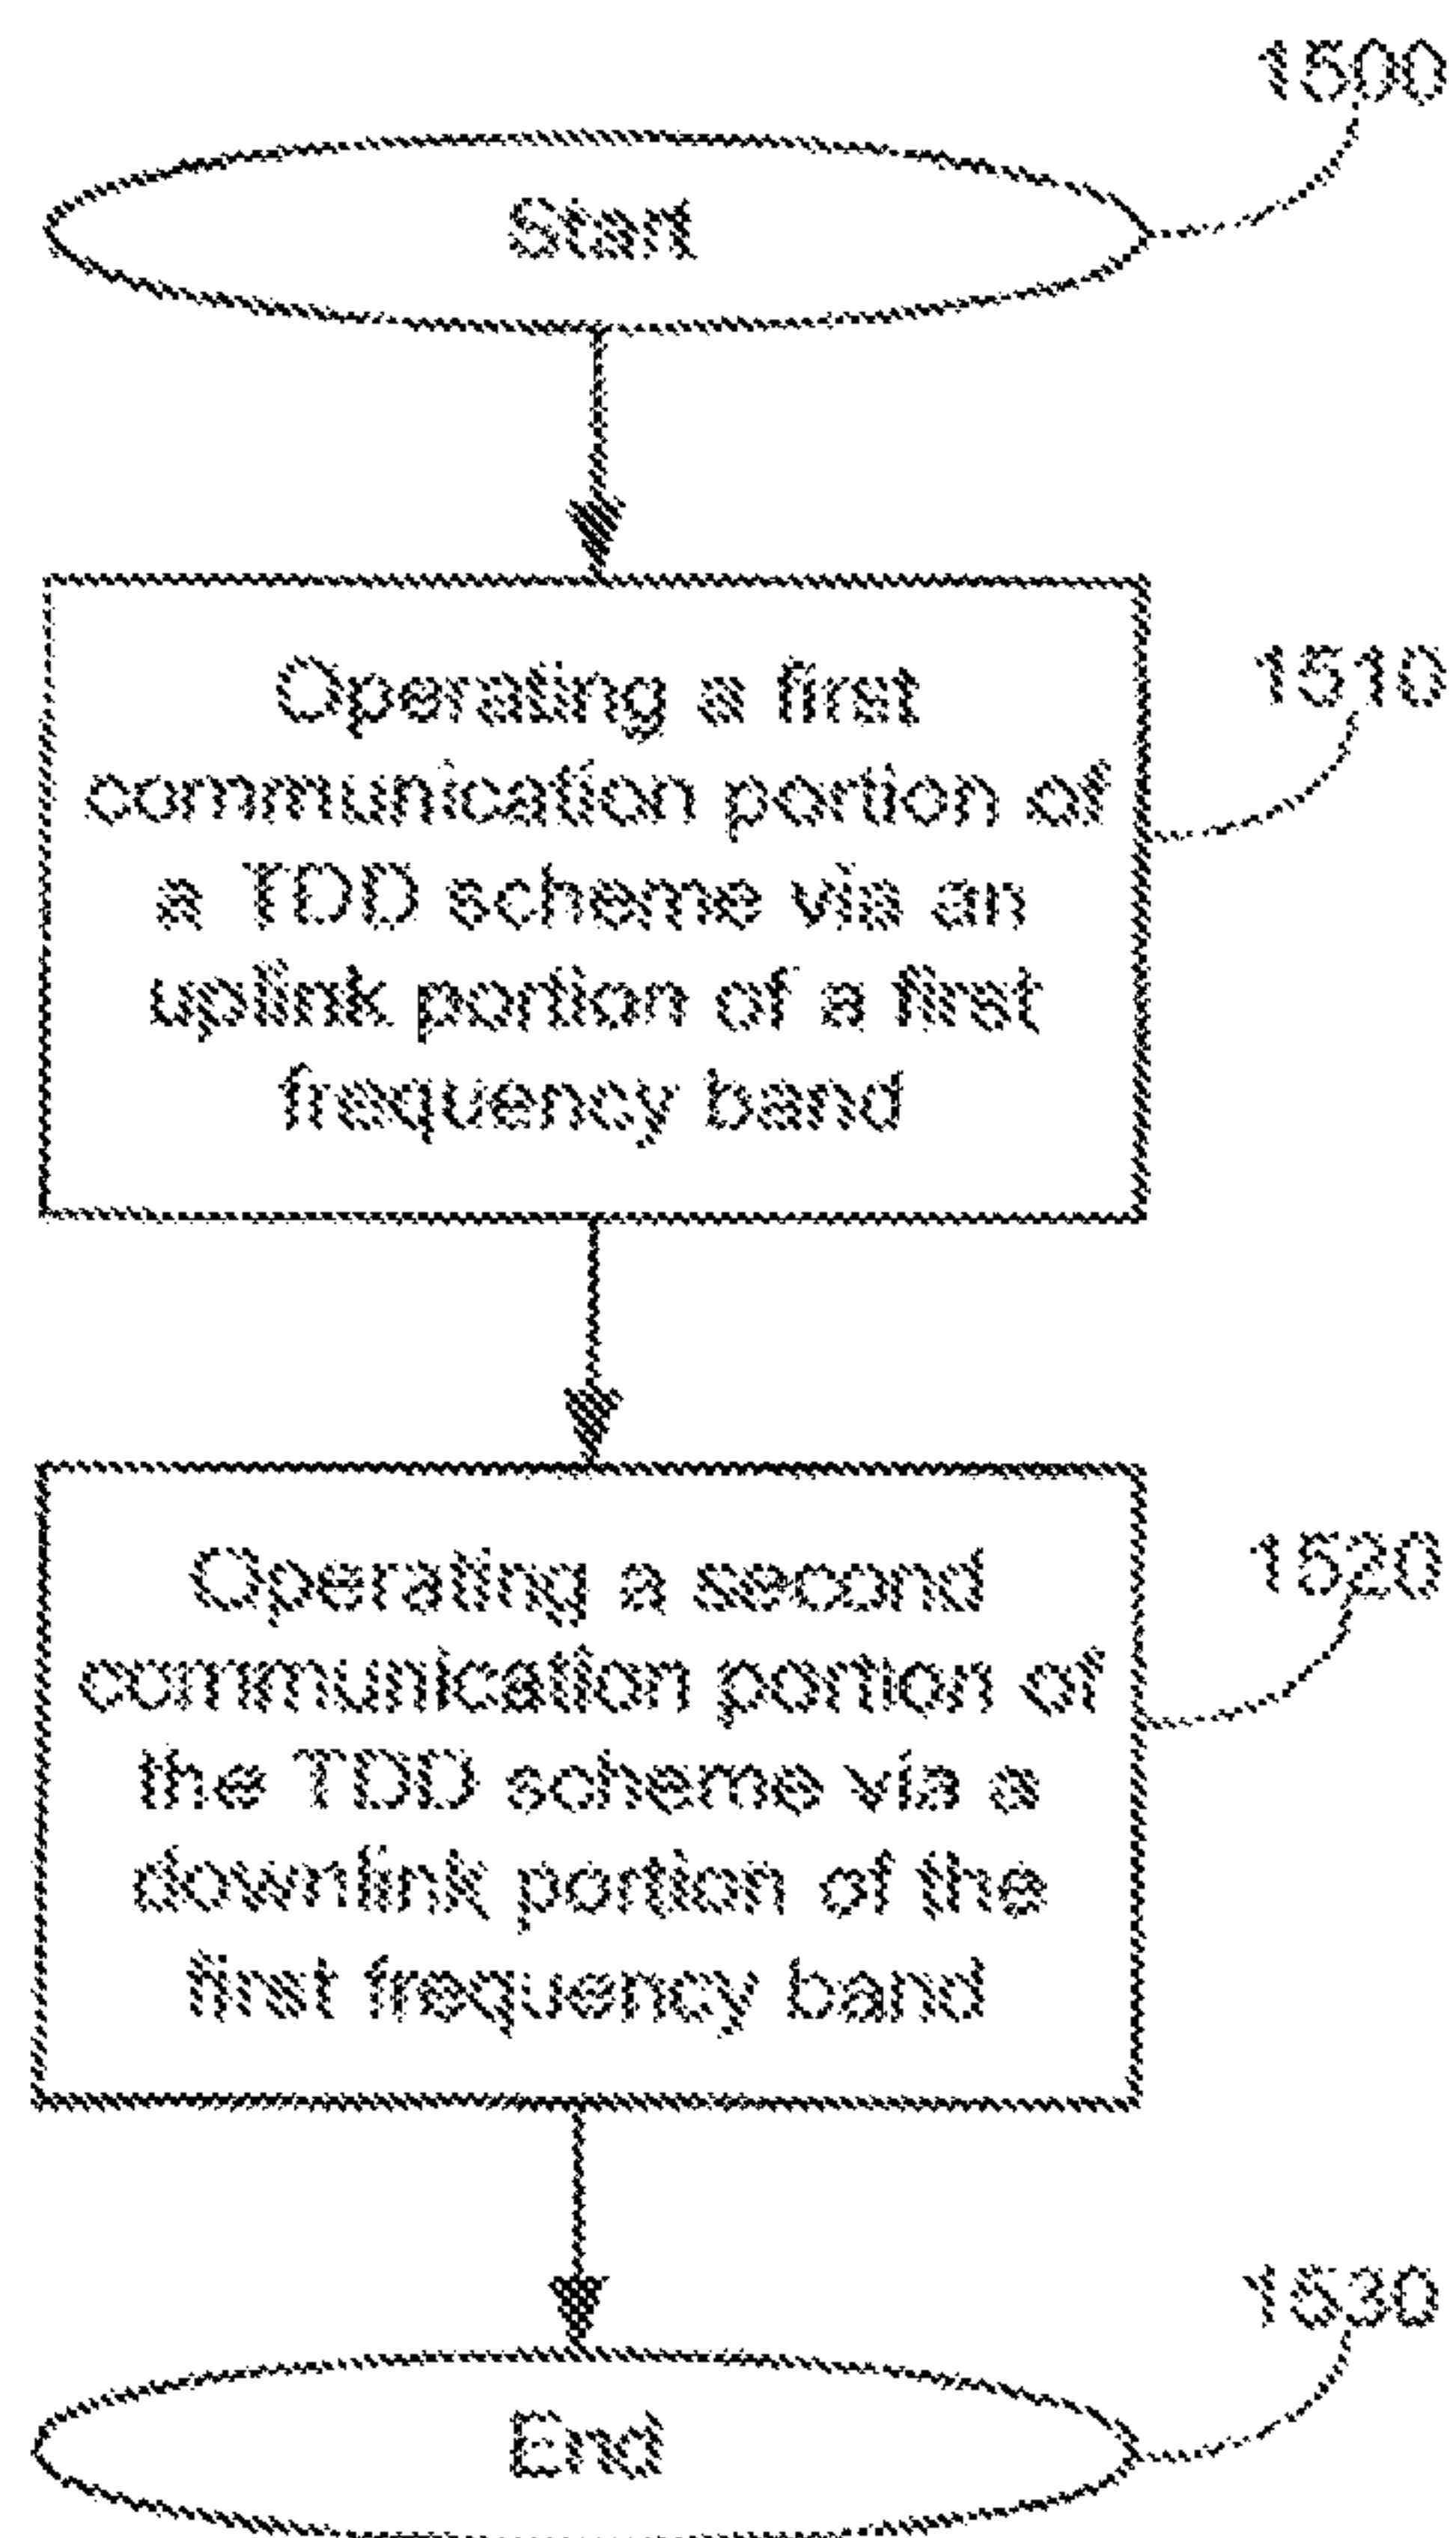 1500
Start
Operating a first
communication portion of
a TDD scheme via an
uplink portion of a first
frequency band
1510
Operating a second
communication portion of
the TDD scheme via a
downlink portion of the
first frequency band
1520
1530
End